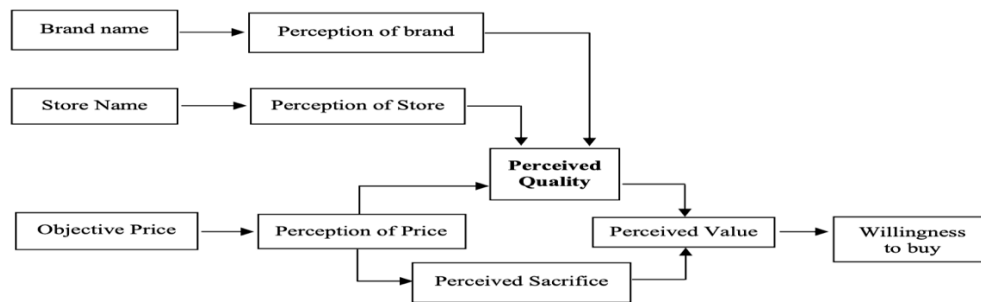 Brand name
Perception of brand
Store Name
Perception of Store
Perceived
Quality
Objective Price
Perception of Price
Perceived Value
Willingness
to buy
Perceived Sacrifice